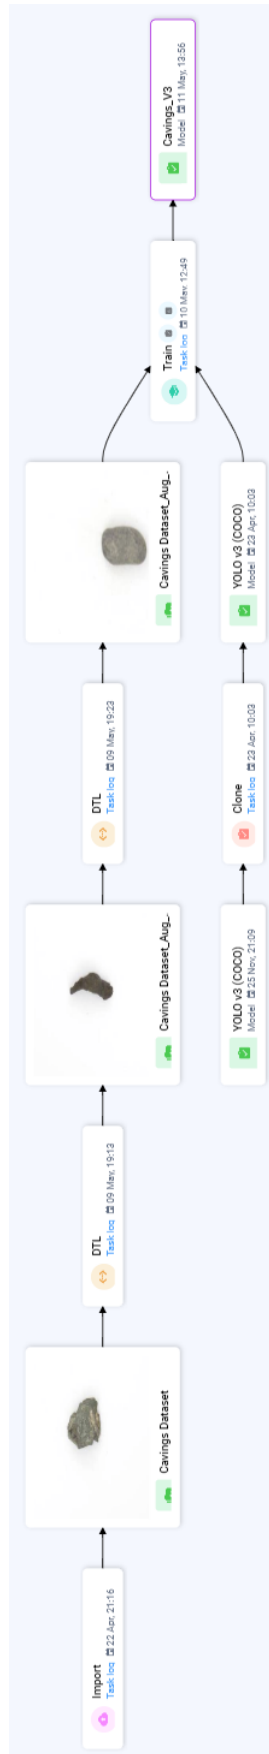 Import
Task log 22 Apr, 21:16
Cavings Dataset
DTL
Task log 09 May, 19:13
Cavings Dataset_Aug_.
DTL
Task log 09 May, 19:23
Cavings Dataset_Aug_.
YOLO v3 (COCO)
Model 25 Nov, 21:09
Clone
Task log 23 Apr, 10:03
YOLO v3 (COCO)
Model 23 Apr, 10:03
Train
Task log 10 May, 12:49
Cavings_V3
Model 11 May, 13:56